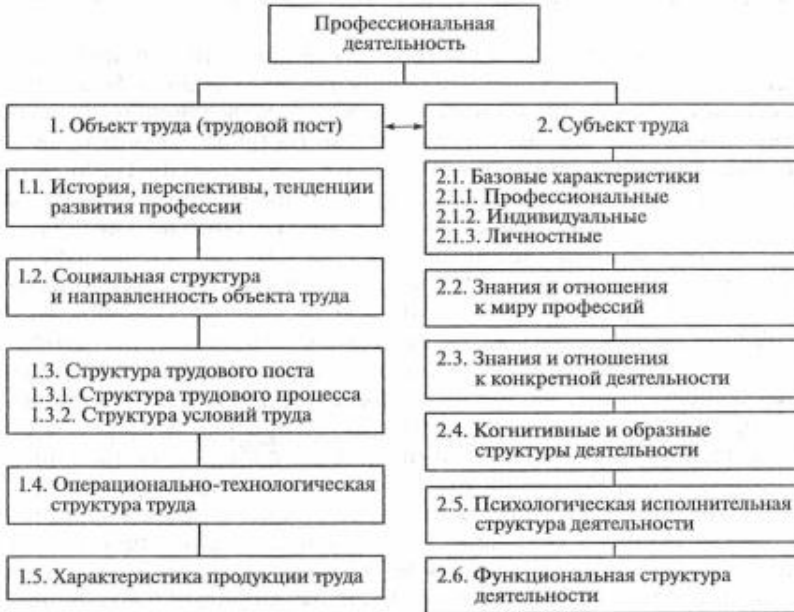 Профессиональная
деятельность
1. Объект труда (трудовой пост)
2. Субъект труда
1.1. История, перспективы, тенденции
развития профессии
1.2. Социальная структура
и направленность объекта труда
1.3. Структура трудового поста
1.3.1. Структура трудового процесса
1.3.2. Структура условий труда
1.4. Операционально-технологическая
структура труда
1.5. Характеристика продукции труда
2.1. Базовые характеристики
2.1.1. Профессиональные
2.1.2. Индивидуальные
2.1.3. Личностные
2.2. Знания и отношения
к миру профессий
2.3. Знания и отношения
к конкретной деятельности
2.4. Когнитивные и образные
структуры деятельности
2.5. Психологическая исполнительная
структура деятельности
2.6. Функциональная структура
деятельности